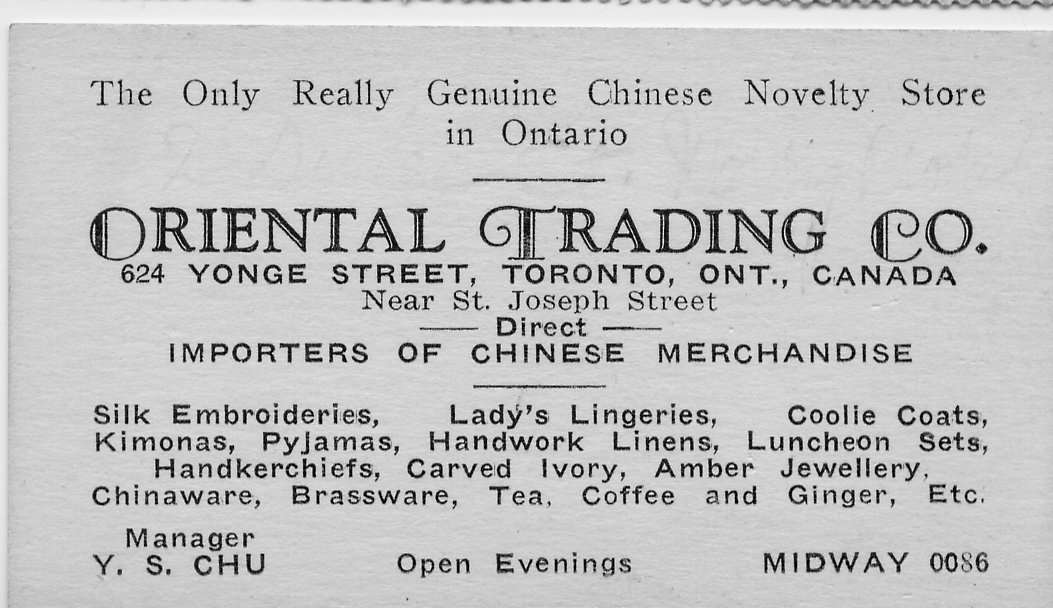 The Only Really Genuine Chinese Novelty Store
in Ontario
ORIENTAL TRADING CO.
624 YONGE STREET, TORONTO, ONT., CANADA
Near St. Joseph Street
Direct
IMPORTERS OF CHINESE MERCHANDISE
Silk Embroideries, Lady's Lingeries, Coolie Coats,
Kimonas, PyJamas, Handwork Linens, Luncheon Sets,
Handkerchiefs, Carved Ivory, Amber Jewellery,
Chinaware, Brassware, Tea, Coffee and Ginger, Etc.
Manager
Y. S. CHU Open Evenings MIDWAY 0086